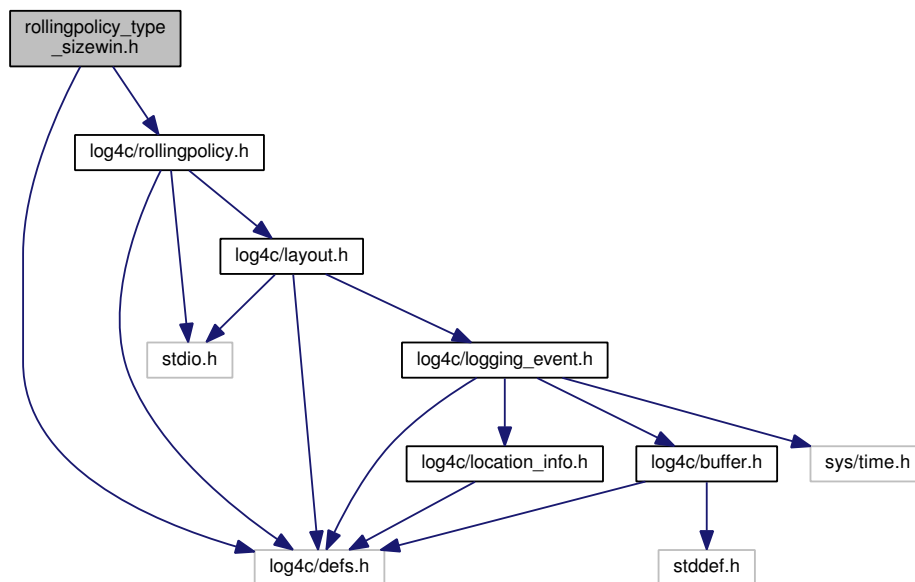 rollingpolicy_type
_sizewin.h
log4c/rollingpolicy.h
log4c/layout.h
stdio.h
log4c/logging_event.h
log4c/location_info.h
log4c/buffer.h
sys/time.h
log4c/defs.h
stddef.h